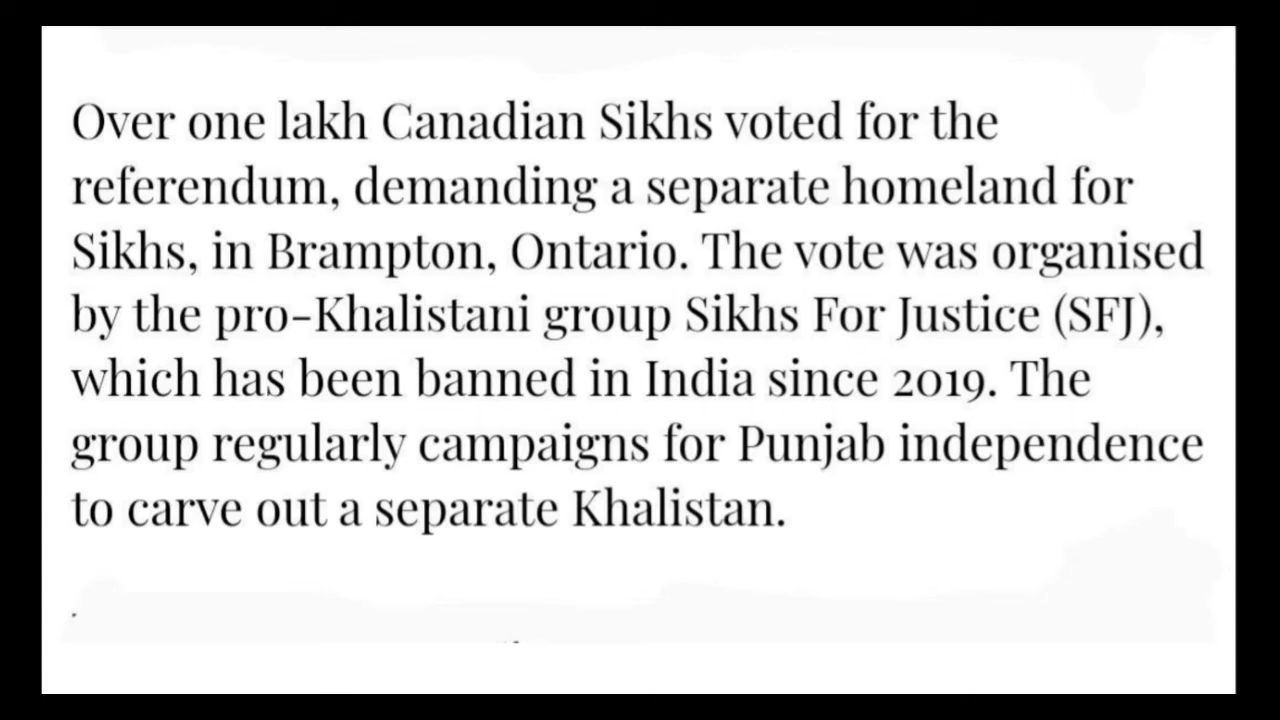 Over one lakh Canadian Sikhs voted for the
referendum, demanding a separate homeland for
Sikhs, in Brampton, Ontario. The vote was organised
by the pro-Khalistani group Sikhs For Justice (SFJ),
which has been banned in India since 2019. The
group regularly campaigns for Punjab independence
to carve out a separate Khalistan.